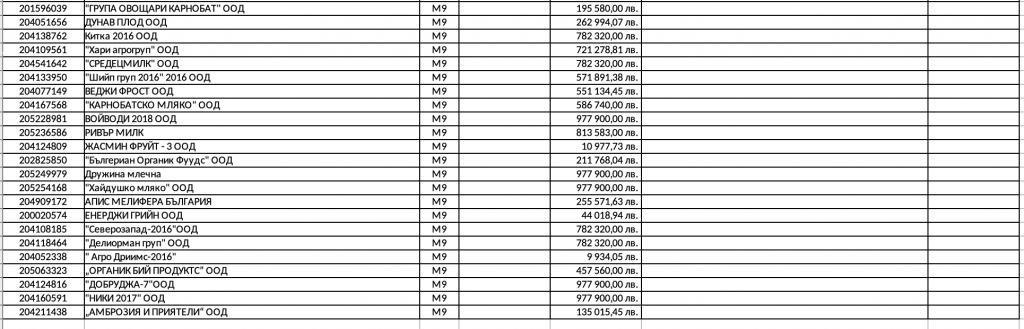 201596039 "ГРУПА ОВОЩАРИ КАРНОБАТ" ООД М9 195 580,00 лв.
204051656 ДУНАВ ПЛОД ООД М9 262 994,07 лв.
204138762 Китка 2016 ООД М9 782 320,00 лв.
204109561 "Хари агрогруп" ООД М9 721 278,81 лв.
204541642 "СРЕДЕЦМИЛК" ООД М9 782 320,00 лв.
204133950 "Шийп груп 2016" 2016 ООД М9 571 891,38 лв.
204077149 ВЕДЖИ ФРОСТ ООД М9 551 134,45 лв.
204167568 "КАРНОБАТСКО МЛЯКО" ООД М9 586 740,00 лв.
205228981 ВОЙВОДИ 2018 ООД М9 977 900,00 лв.
205236586 РИВЪР МИЛК М9 813 583,00 лв.
204124809 ЖАСМИН ФРУЙТ - 3 ООД М9 10 977,73 лв.
202825850 "Българиан Органик Фуудс" ООД М9 211 768,04 лв.
205249979 Дружина млечна М9 977 900,00 лв.
205254168 "Хайдушко мляко" ООД М9 977 900,00 лв.
204909172 АПИС МЕЛИФЕРА БЪЛГАРИЯ М9 255 571,63 лв.
200020574 ЕНЕРДЖИ ГРИЙН ООД М9 44 018,94 лв.
204108185 "Северозапад-2016"ООД М9 782 320,00 лв.
204118464 "Делиорман груп" ООД М9 782 320,00 лв.
204052338 " Агро Дриимс-2016" М9 9 934,05 лв.
205063323 „ОРГАНИК БИЙ ПРОДУКТС“ ООД М9 457 560,00 лв.
204124816 "ДОБРУДЖА-7"ООД М9 977 900,00 лв.
204160591 "НИКИ 2017" ООД М9 977 900,00 лв.
204211438 „АМБРОЗИЯ И ПРИЯТЕЛИ“ ООД М9 135 015,45 лв.